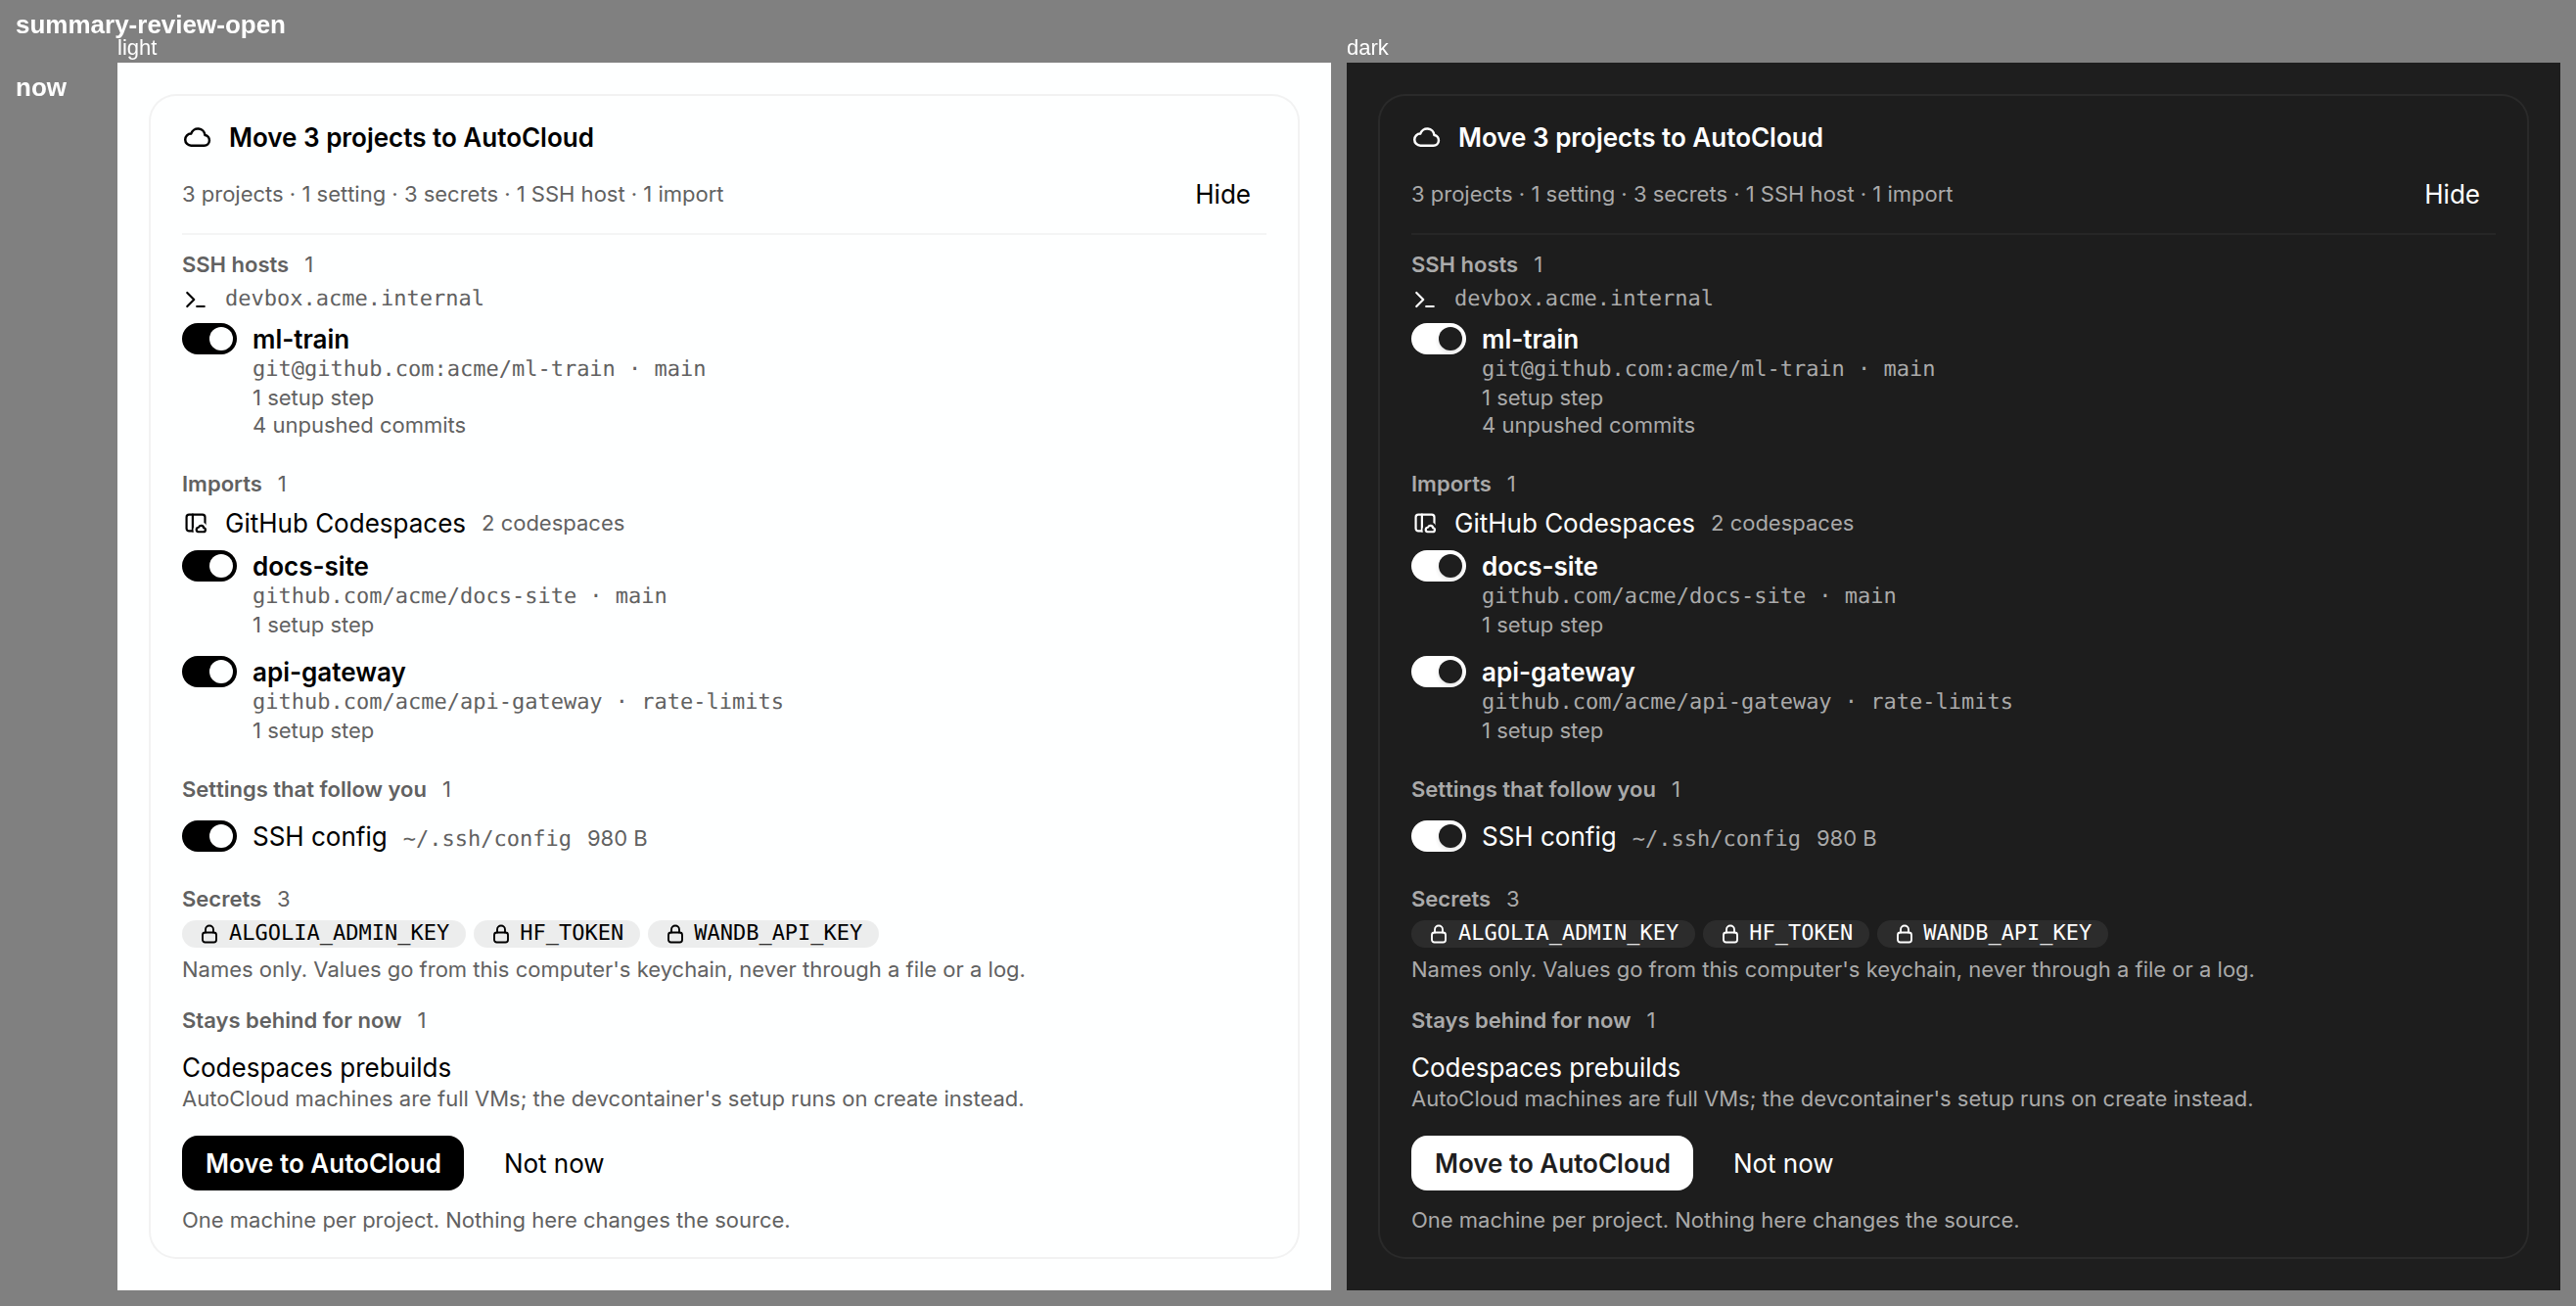 summary-review-open
light
now
Move 3 projects to AutoCloud
3 projects · 1 setting · 3 secrets · 1 SSH host · 1 import
Hide
SSH hosts 1
devbox.acme.internal
ml-train
git@github.com:acme/ml-train · main
1 setup step
4 unpushed commits
Imports 1
GitHub Codespaces 2 codespaces
docs-site
github.com/acme/docs-site · main
1 setup step
api-gateway
github.com/acme/api-gateway · rate-limits
1 setup step
Settings that follow you 1
SSH config ~/.ssh/config 980 B
Secrets 3
ALGOLIA_ADMIN_KEY HF_TOKEN WANDB_API_KEY
Names only. Values go from this computer's keychain, never through a file or a log.
Stays behind for now 1
Codespaces prebuilds
AutoCloud machines are full VMs; the devcontainer's setup runs on create instead.
Move to AutoCloud Not now
One machine per project. Nothing here changes the source.
dark
Move 3 projects to AutoCloud
3 projects · 1 setting · 3 secrets · 1 SSH host · 1 import
Hide
SSH hosts 1
devbox.acme.internal
ml-train
git@github.com:acme/ml-train · main
1 setup step
4 unpushed commits
Imports 1
GitHub Codespaces 2 codespaces
docs-site
github.com/acme/docs-site · main
1 setup step
api-gateway
github.com/acme/api-gateway · rate-limits
1 setup step
Settings that follow you 1
SSH config ~/.ssh/config 980 B
Secrets 3
ALGOLIA_ADMIN_KEY HF_TOKEN WANDB_API_KEY
Names only. Values go from this computer's keychain, never through a file or a log.
Stays behind for now 1
Codespaces prebuilds
AutoCloud machines are full VMs; the devcontainer's setup runs on create instead.
Move to AutoCloud Not now
One machine per project. Nothing here changes the source.